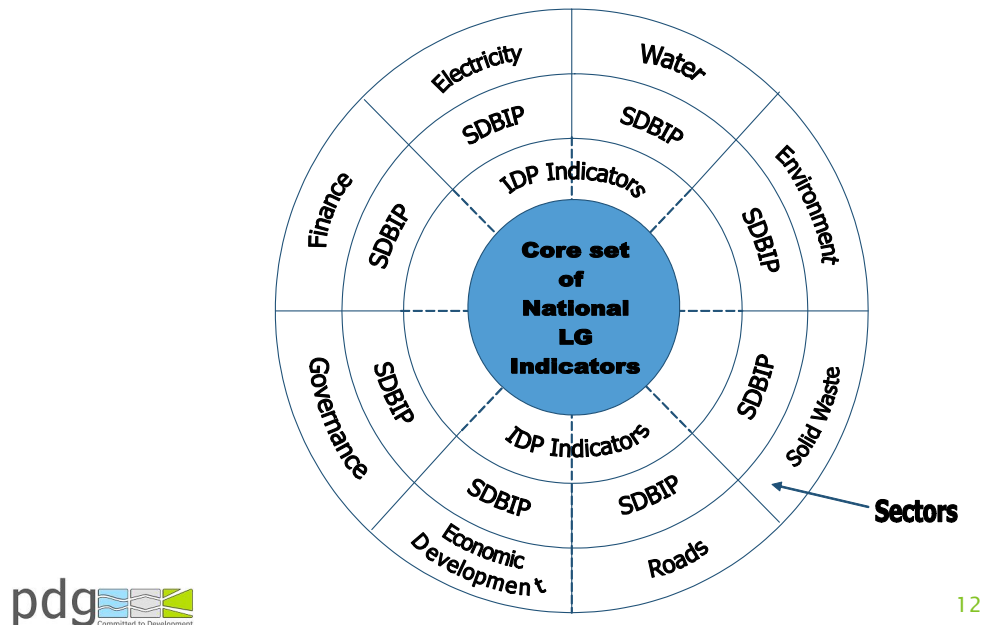 Electricity
Water
SDBIP
SDBIP
IDP Indicators
Finance
SDBIP
SDBIP
Environment
Core set
of
National
LG
Indicators
Governance
SDBIP
SDBIP
Solid Waste
IDP Indicators
SDBIP
SDBIP
Economic
Development
Roads
Sectors
pdg
Committed to Development
12